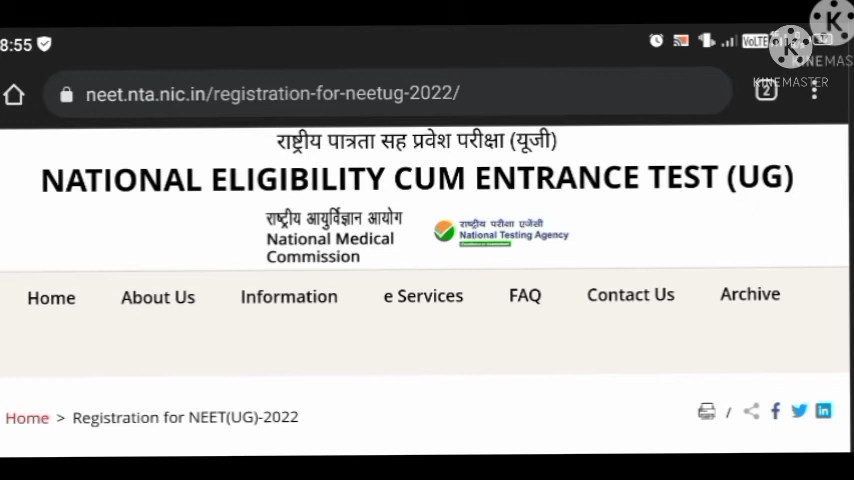 8:55
VoLTE
KINEMASTER
neet.nta.nic.in/registration-for-neetug-2022/
2
राष्ट्रीय पात्रता सह प्रवेश परीक्षा (यूजी)
NATIONAL ELIGIBILITY CUM ENTRANCE TEST (UG)
राष्ट्रीय आयुर्विज्ञान आयोग
National Medical
Commission
राष्ट्रीय परीक्षा एजेंसी
National Testing Agency
Home About Us Information e Services FAQ Contact Us Archive
Home > Registration for NEET(UG)-2022
/